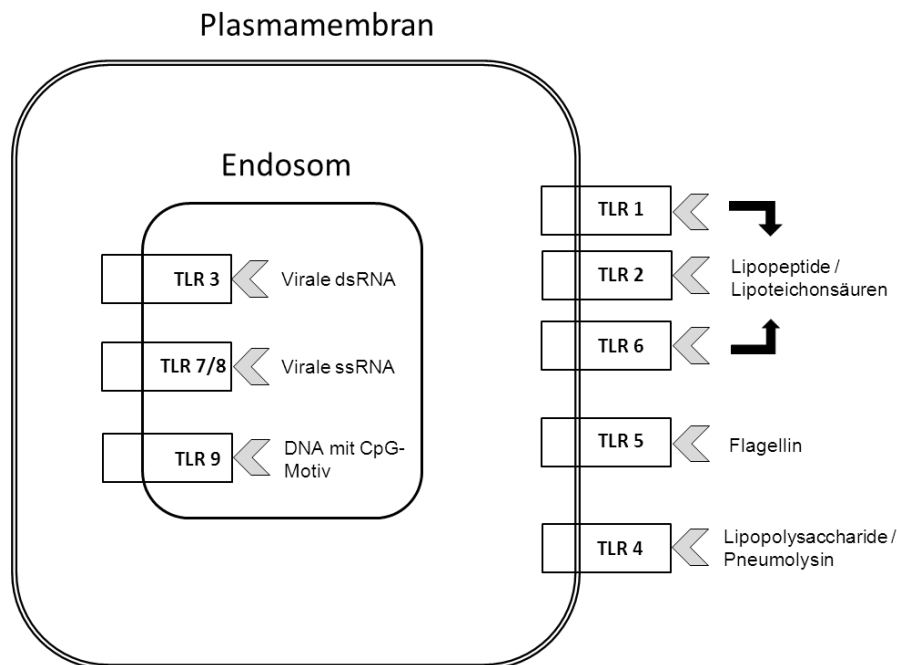 Plasmamembran
Endosom
TLR 3
Virale dsRNA
TLR 7/8
Virale ssRNA
TLR 9
DNA mit CpG-
Motiv
TLR 1
TLR 2
Lipopeptide /
Lipoteichonsäuren
TLR 6
TLR 5
Flagellin
TLR 4
Lipopolysaccharide /
Pneumolysin